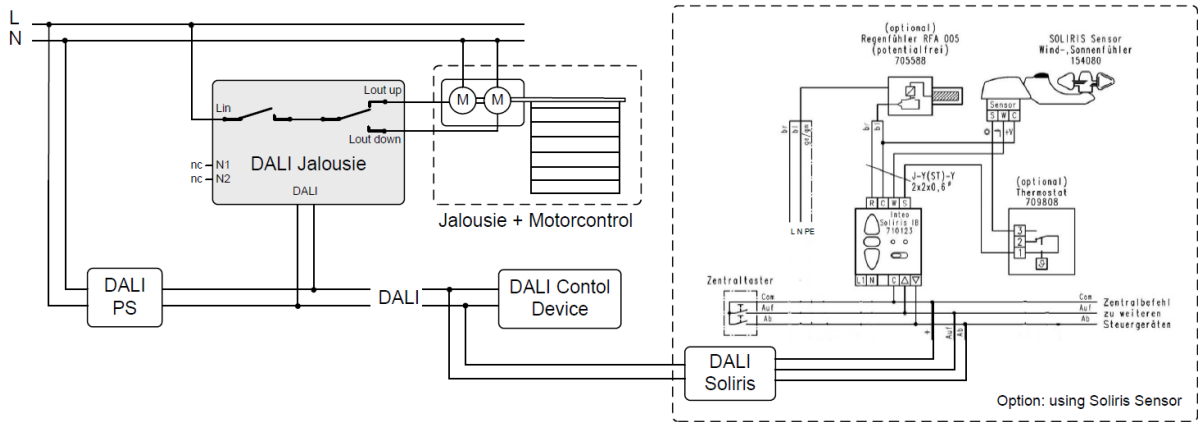 L
N
Lin
Lout up
Lout down
nc
N1
nc
N2
DALI Jalousie
DALI
M
M
Jalousie + Motorcontrol
DALI
PS
DALI
DALI Contol
Device
DALI
Soliris
(optional)
Regenfühler RFA 005
(potentialfrei)
705588
SOLIRIS Sensor
Wind-,Sonnenfühler
154080
Sensor
S W C
+V
br
bl
ge/gn
br
bl
L N PE
J-Y(ST)-Y
2x2x0,6
R C W S
Inteo
Soliris IB
710123
L1 N C
(optional)
Thermostat
709808
3
2
1
Zentraltaster
Com
Auf
Ab
Com
Auf
Ab
Zentralbefehl
zu weiteren
Steuergeräten
+
Auf
Ab
Option: using Soliris Sensor